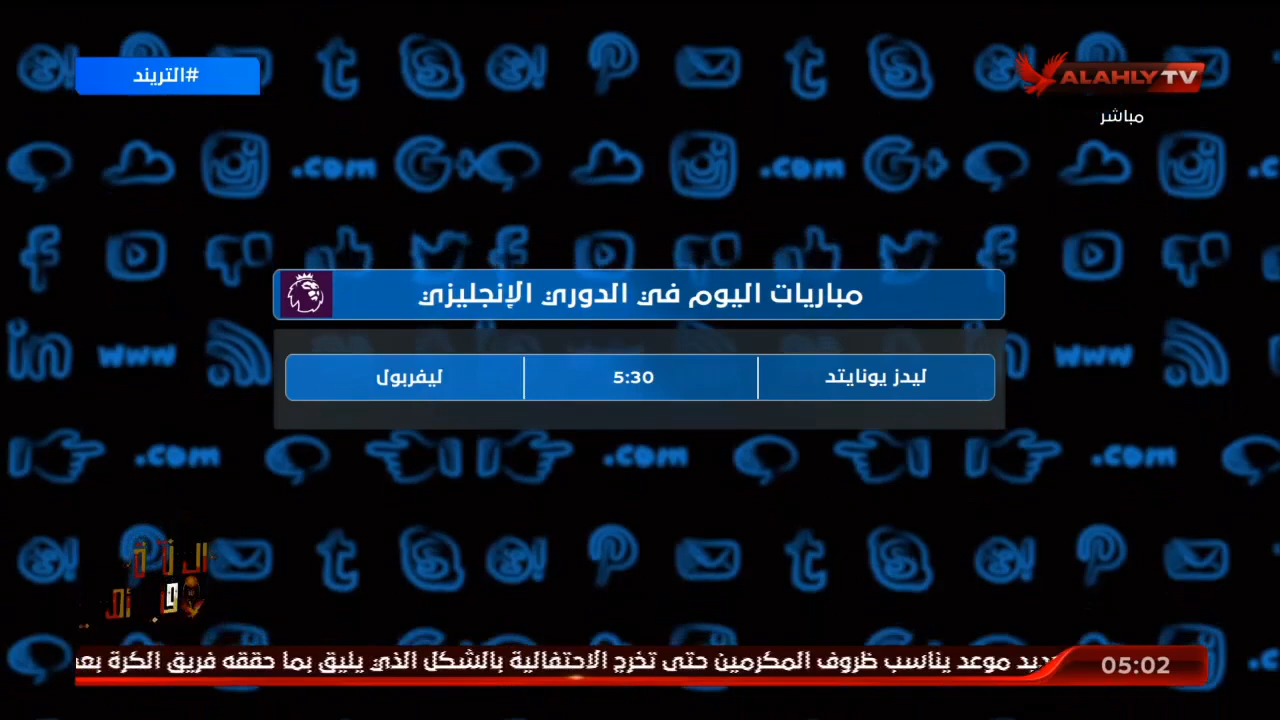 #التريند
ALAHLY TV
مباشر
مباريات اليوم في الدوري الإنجليزي
ليدز يونايتد 5:30 ليفربول
موعد يناسب ظروف المكرمين حتى تخرج الاحتفالية بالشكل الذي يليق بما حققه فريق الكرة
05:02